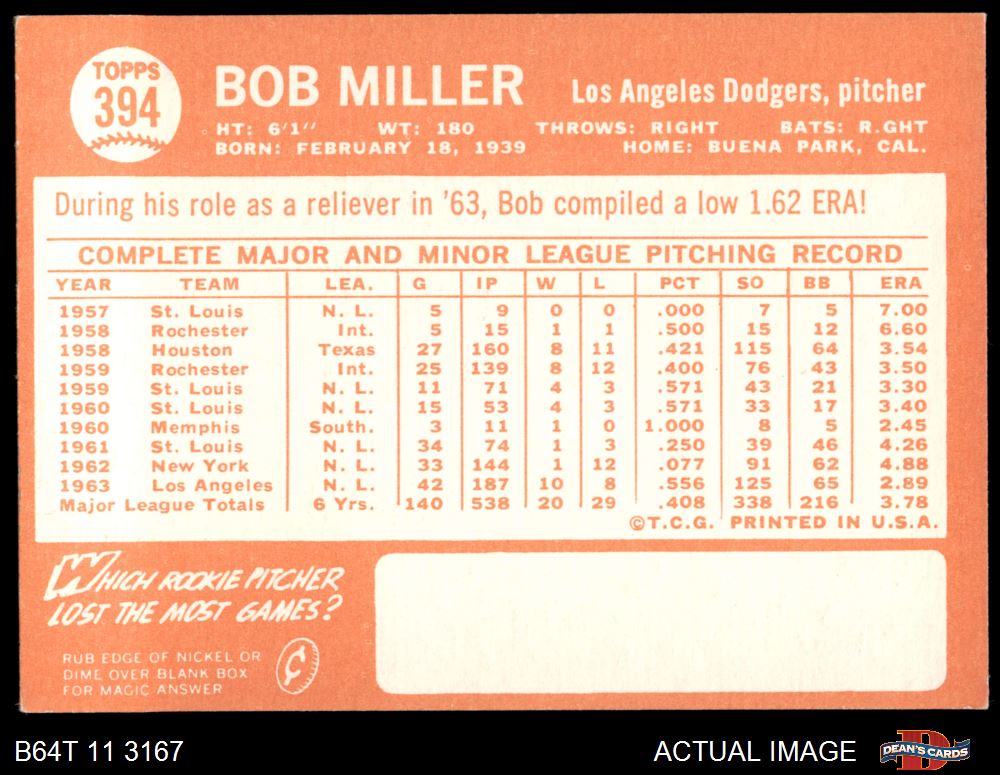 TOPPS
394
BOB MILLER
Los Angeles Dodgers, pitcher
HT: 6'1" WT: 180 THROWS: RIGHT BATS: R.GHT
BORN: FEBRUARY 18, 1939 HOME: BUENA PARK, CAL.
During his role as a reliever in '63, Bob compiled a low 1.62 ERA!
COMPLETE MAJOR AND MINOR LEAGUE PITCHING RECORD
YEAR TEAM LEA. G IP W L PCT SO BB ERA
1957 St. Louis N. L. 5 9 0 0 .000 7 5 7.00
1958 Rochester Int. 5 15 1 1 .500 15 12 6.60
1958 Houston Texas 27 160 8 11 .421 115 64 3.54
1959 Rochester Int. 25 139 8 12 .400 76 43 3.50
1959 St. Louis N. L. 11 71 4 3 .571 43 21 3.30
1960 St. Louis N. L. 15 53 4 3 .571 33 17 3.40
1960 Memphis South. 3 11 1 0 1.000 8 5 2.45
1961 St. Louis N. L. 34 74 1 3 .250 39 46 4.26
1962 New York N. L. 33 144 1 12 .077 91 62 4.88
1963 Los Angeles N. L. 42 187 10 8 .556 125 65 2.89
Major League Totals 6 Yrs. 140 538 20 29 .408 338 216 3.78
©T.C.G. PRINTED IN U.S.A.
WHICH ROOKIE PITCHER
LOST THE MOST GAMES?
RUB EDGE OF NICKEL OR
DIME OVER BLANK BOX
FOR MAGIC ANSWER
¢
B64T 11 3167
ACTUAL IMAGE
D
DEAN'S CARDS